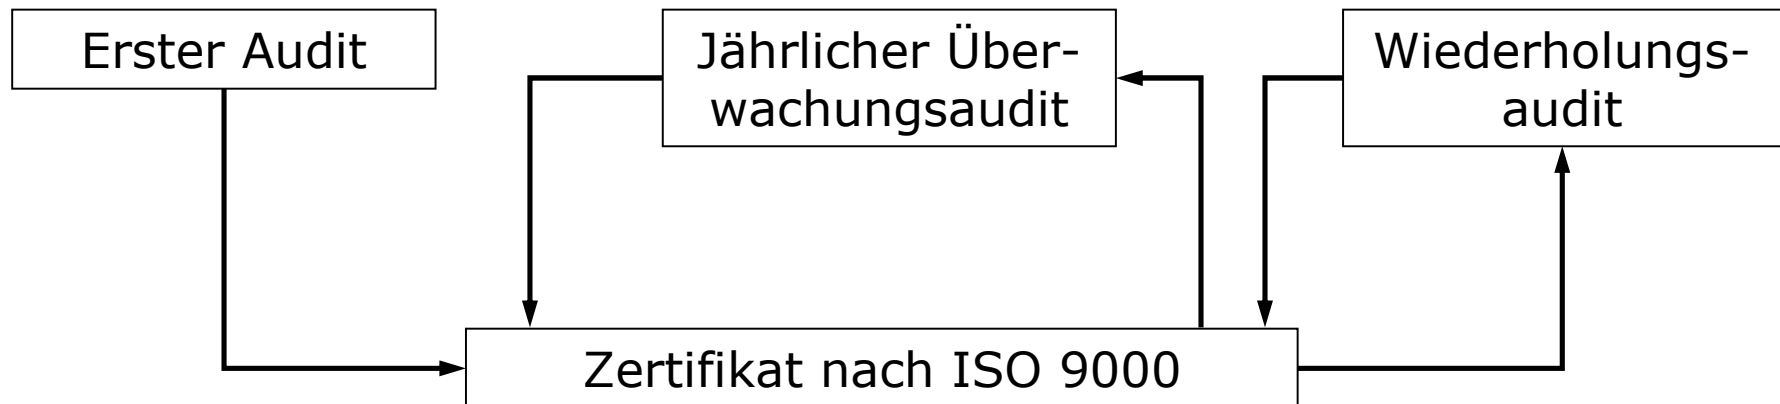 Erster Audit
Jährlicher Über-
wachungsaudit
Wiederholungs-
audit
Zertifikat nach ISO 9000